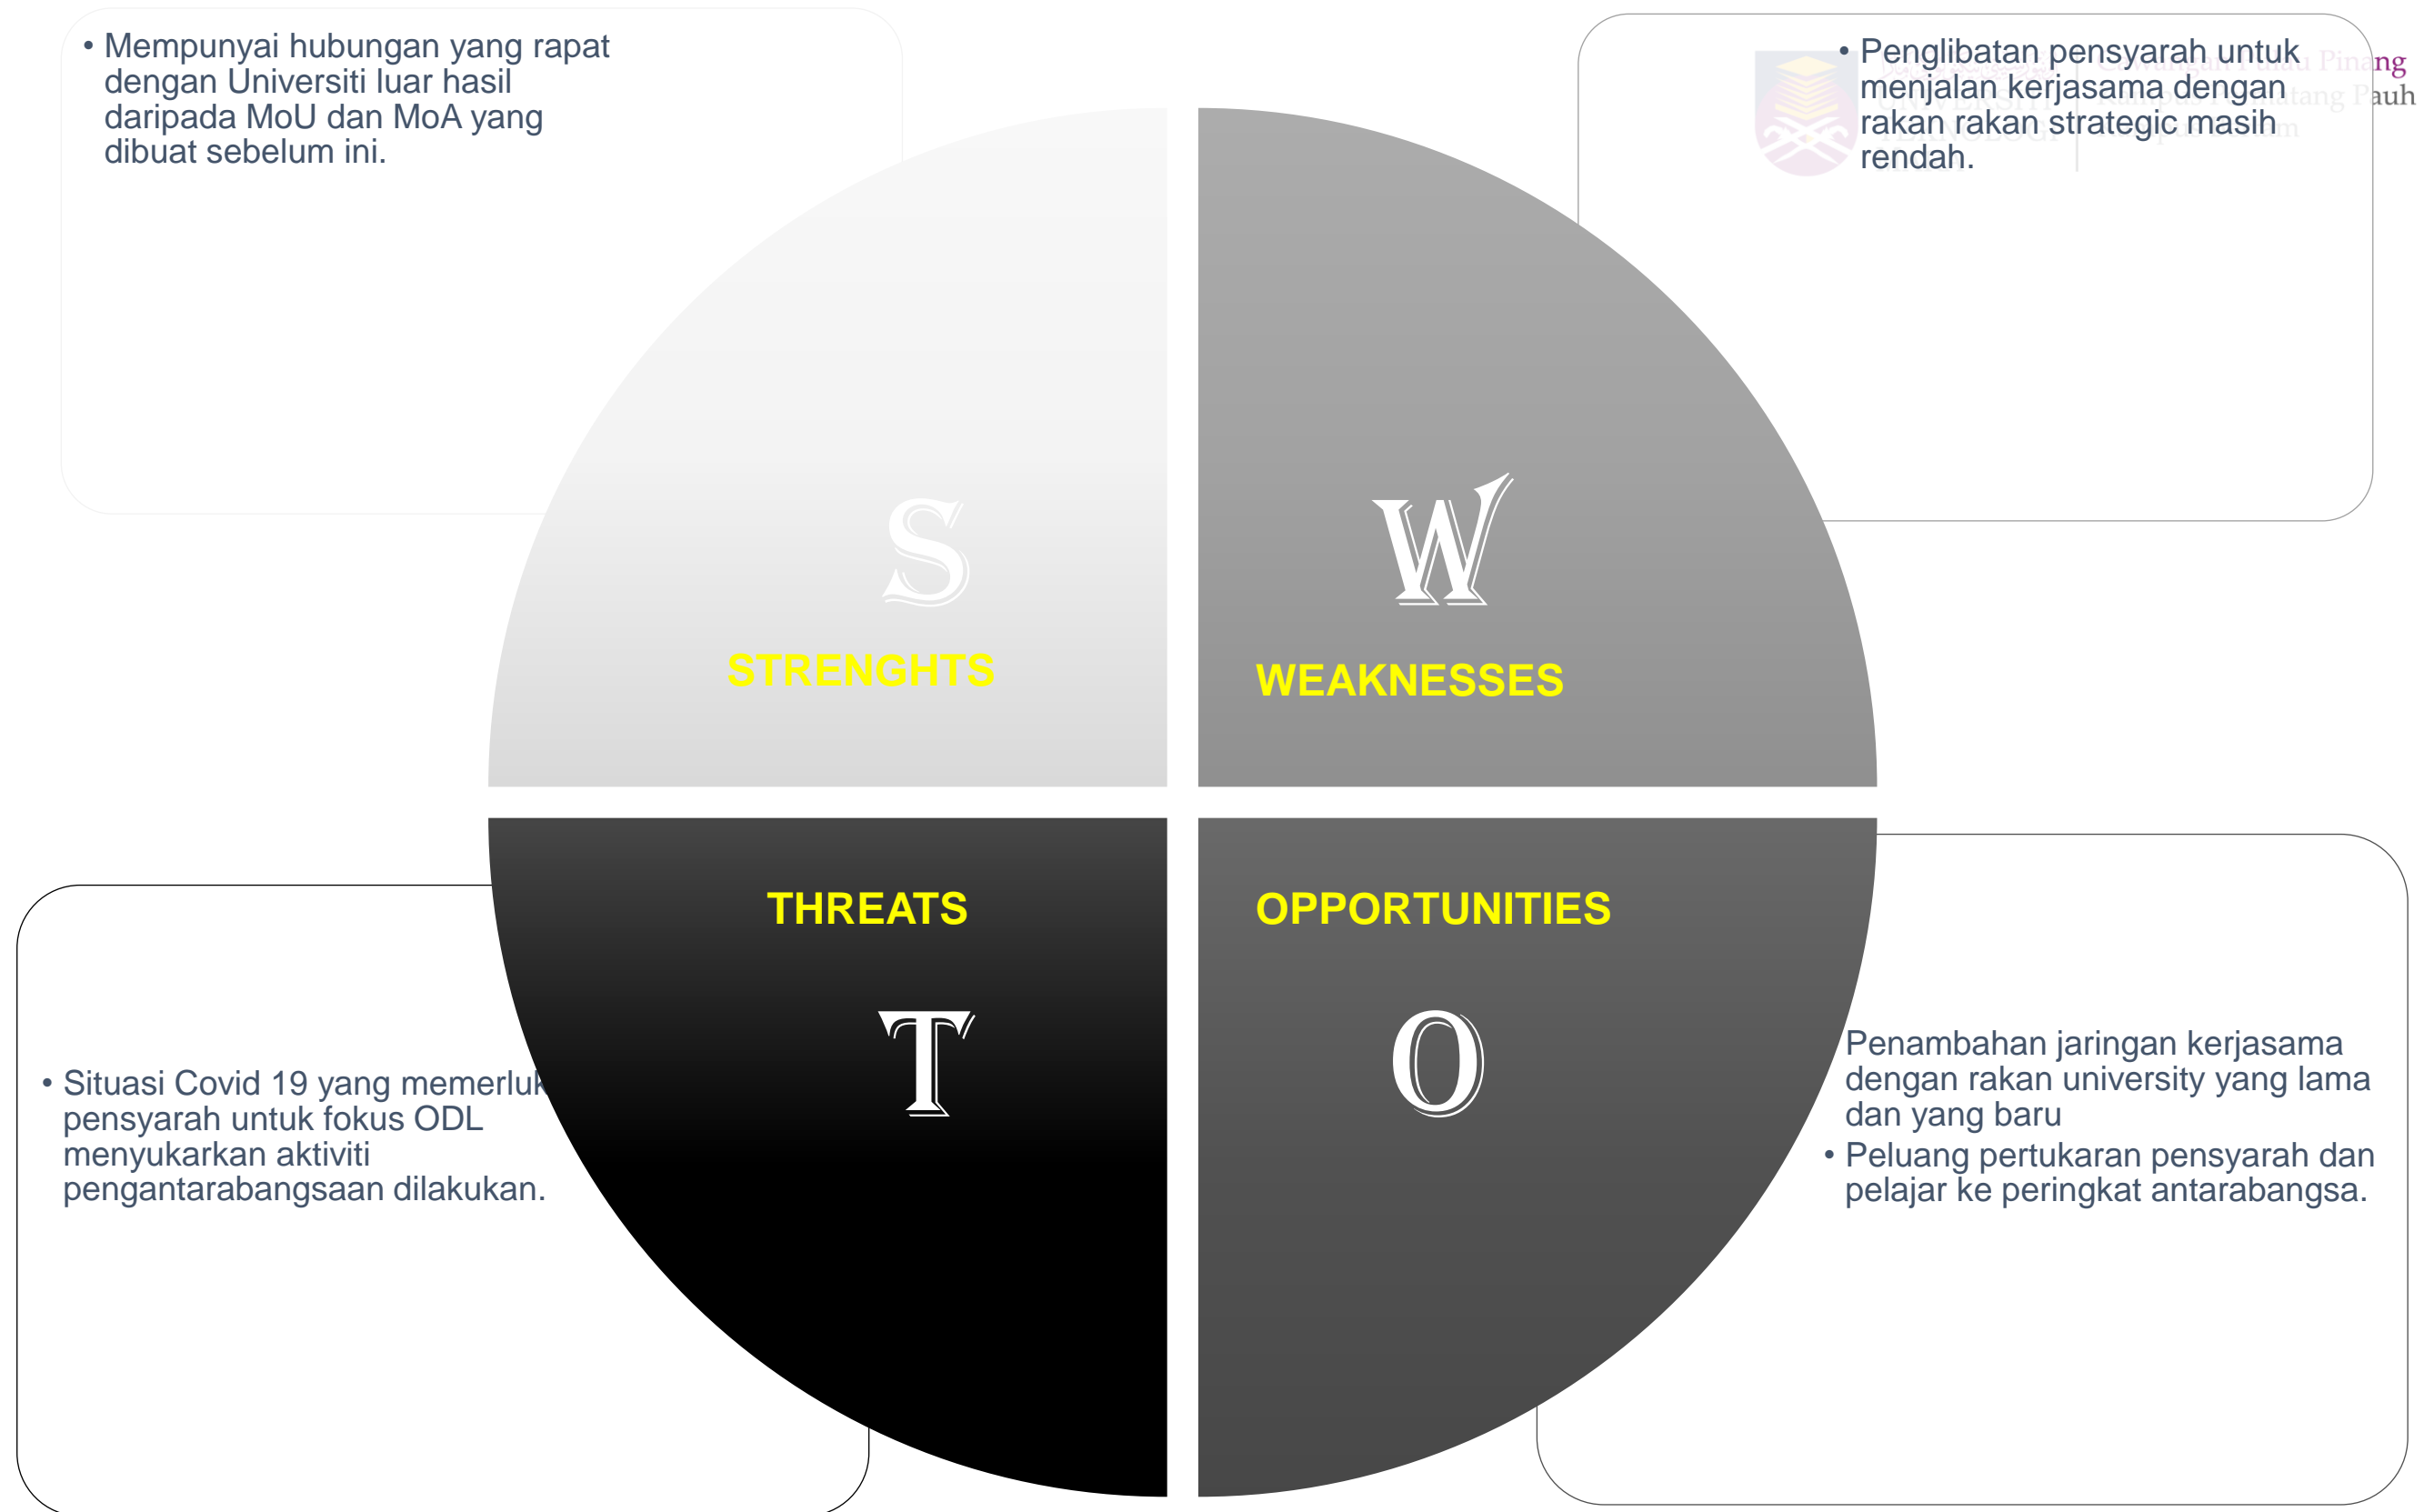 • Mempunyai hubungan yang rapat
dengan Universiti luar hasil
daripada MoU dan MoA yang
dibuat sebelum ini.
• Penglibatan pensyarah untuk
menjalan kerjasama dengan
rakan rakan strategic masih
rendah.
S
STRENGHTS
W
WEAKNESSES
THREATS
T
OPPORTUNITIES
O
• Situasi Covid 19 yang
pensyarah untuk fokus ODL
menyukarkan aktiviti
pengantarabangsaan dilakukan.
Penambahan jaringan kerjasama
dengan rakan university yang lama
dan yang baru
• Peluang pertukaran pensyarah dan
pelajar ke peringkat antarabangsa.